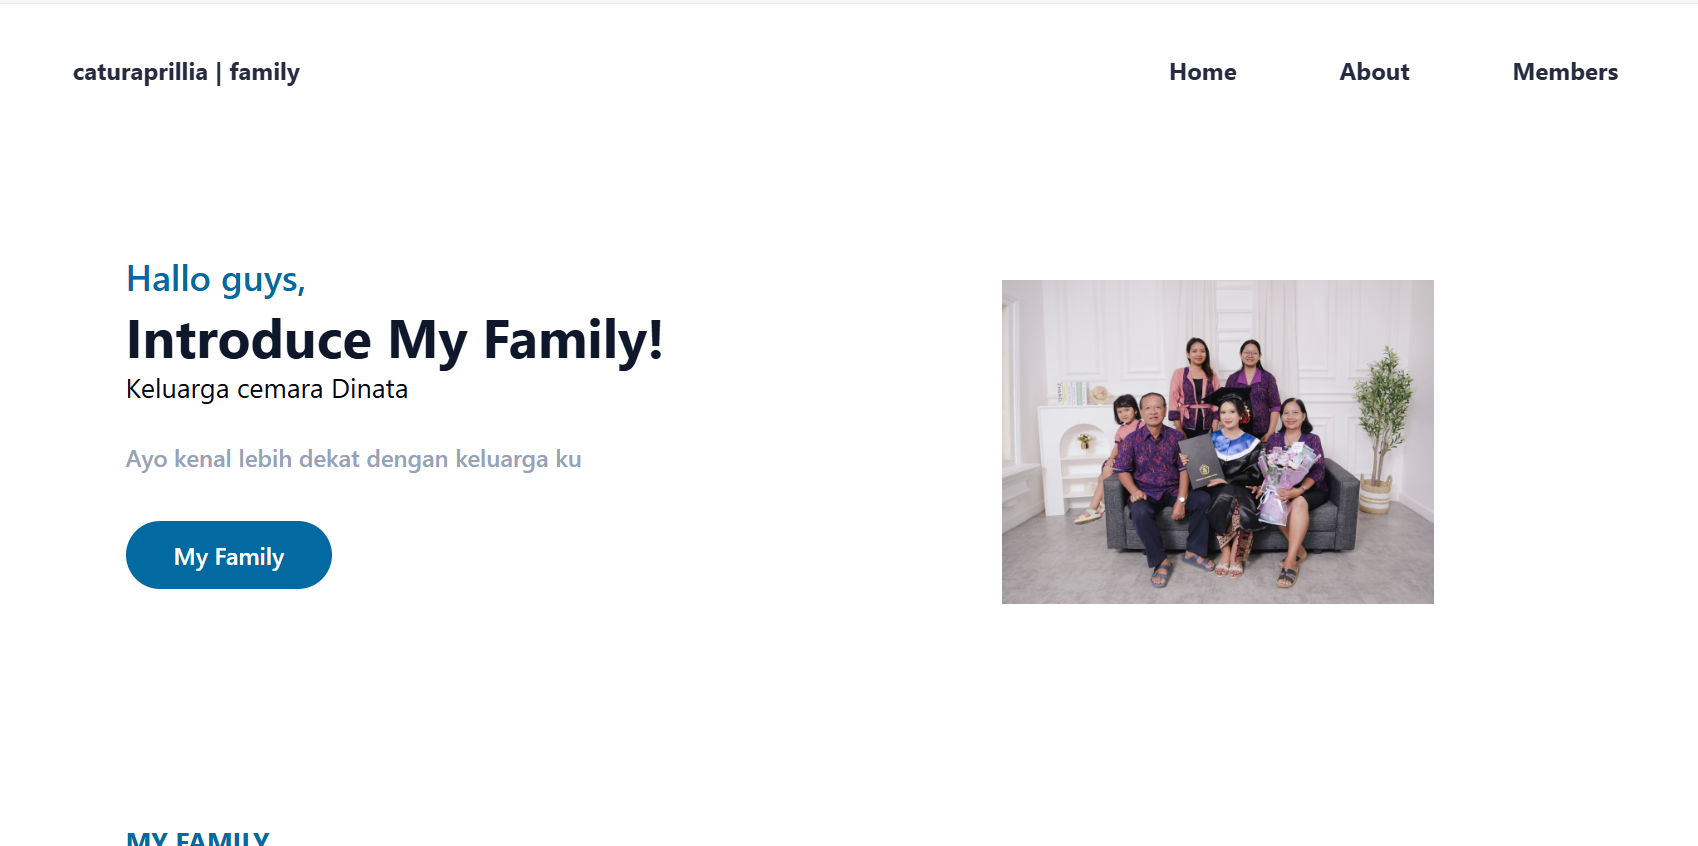 caturaprillia | family
Home About Members
Hallo guys,
Introduce My Family!
Keluarga cemara Dinata
Ayo kenal lebih dekat dengan keluarga ku
My Family
MY FAMILY